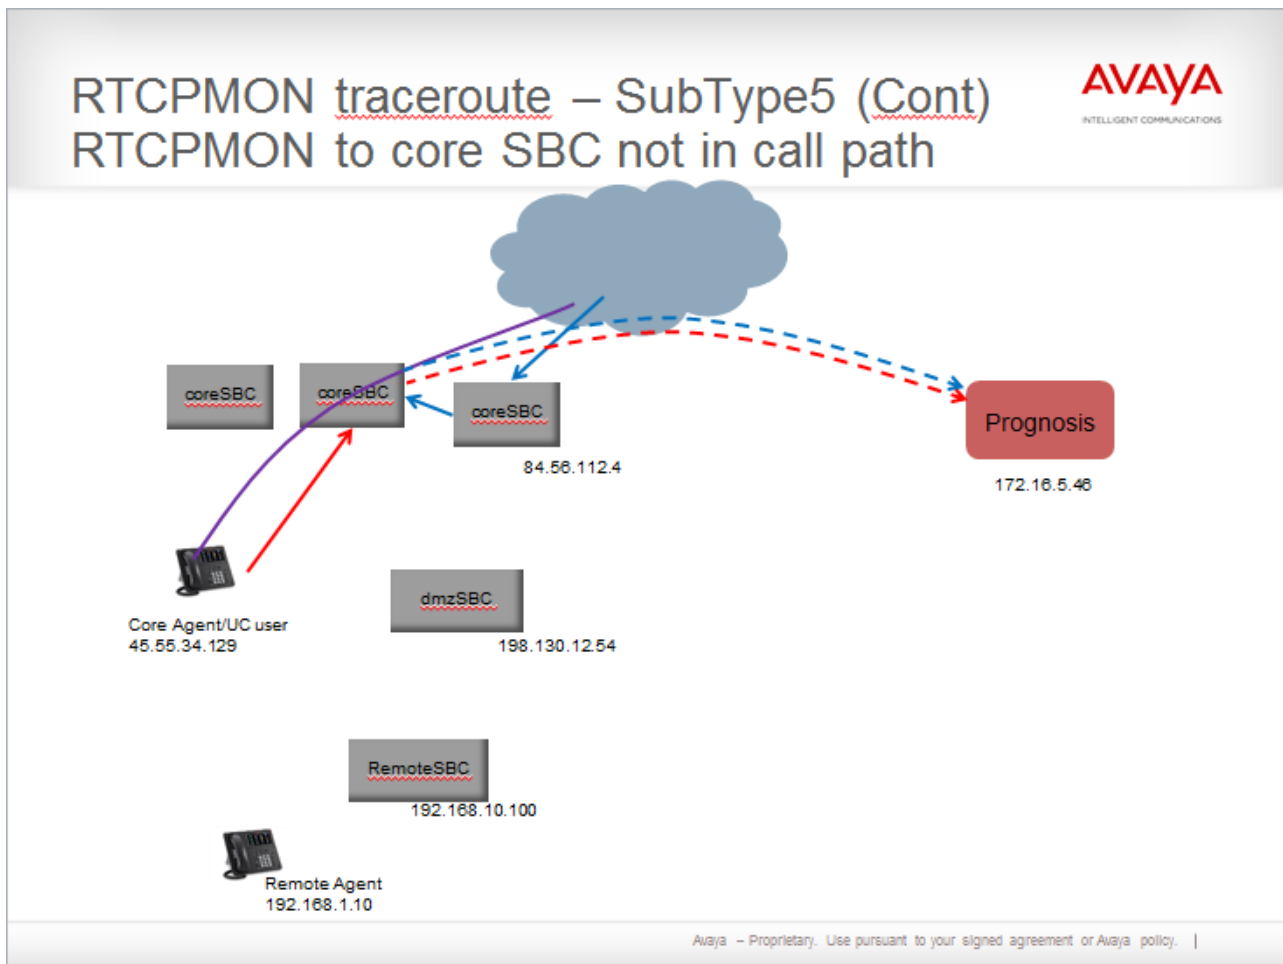 RTCPMON traceroute – SubType5 (Cont)
RTCPMON to core SBC not in call path
AVAYA
INTELLIGENT COMMUNICATIONS
coreSBC
coreSBC
coreSBC
84.56.112.4
Prognosis
172.16.5.46
Core Agent/UC user
45.55.34.129
dmzSBC
198.130.12.54
RemoteSBC
192.168.10.100
Remote Agent
192.168.1.10
Avaya – Proprietary. Use pursuant to your signed agreement or Avaya policy. |